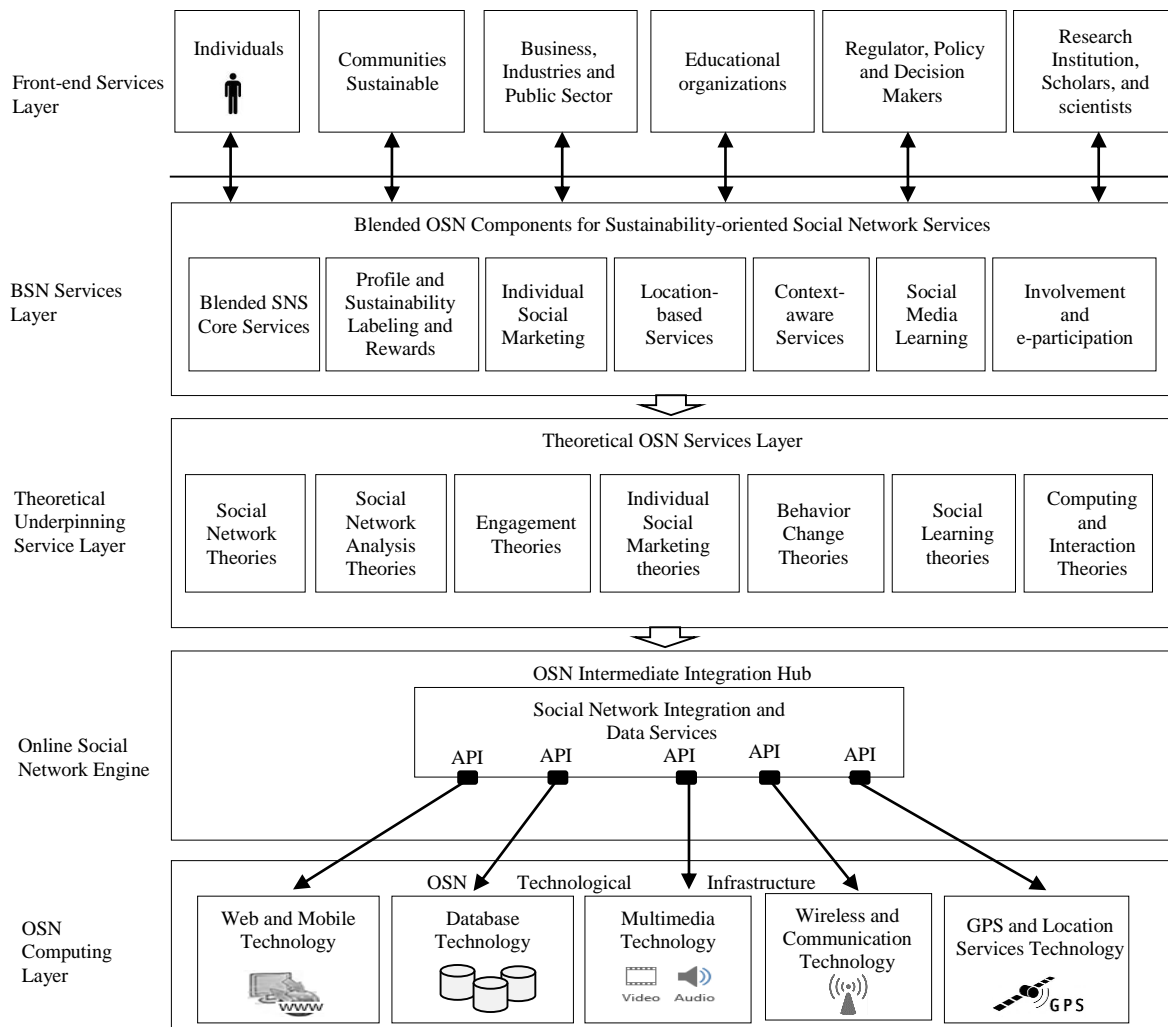 Front-end Services
Layer
Individuals
Communities
Sustainable
Business,
Industries and
Public Sector
Educational
organizations
Regulator, Policy
and Decision
Makers
Research
Institution,
Scholars, and
scientists
BSN Services
Layer
Blended OSN Components for Sustainability-oriented Social Network Services
Blended SNS
Core Services
Profile and
Sustainability
Labeling and
Rewards
Individual
Social
Marketing
Location-
based Services
Context-
aware
Services
Social
Media
Learning
Involvement
and
e-participation
Theoretical
Underpinning
Service Layer
Theoretical OSN Services Layer
Social
Network
Theories
Social
Network
Analysis
Theories
Engagement
Theories
Individual
Social
Marketing
theories
Behavior
Change
Theories
Social
Learning
theories
Computing
and
Interaction
Theories
Online Social
Network Engine
OSN Intermediate Integration Hub
Social Network Integration and
Data Services
API
API
API
API
API
OSN
Computing
Layer
OSN Technological Infrastructure
Web and Mobile
Technology
WWW
Database
Technology
Multimedia
Technology
Video Audio
Wireless and
Communication
Technology
GPS and Location
Services Technology
GPS